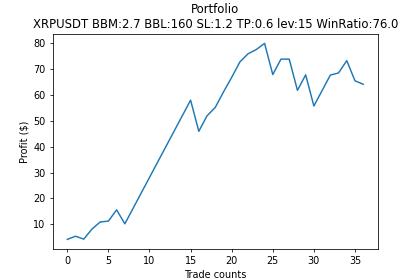 Portfolio
XRPUSDT BBM:2.7 BBL:160 SL:1.2 TP:0.6 lev:15 WinRatio:76.0
80
70
60
50
40
30
20
10
Profit ($)
0 5 10 15 20 25 30 35
Trade counts